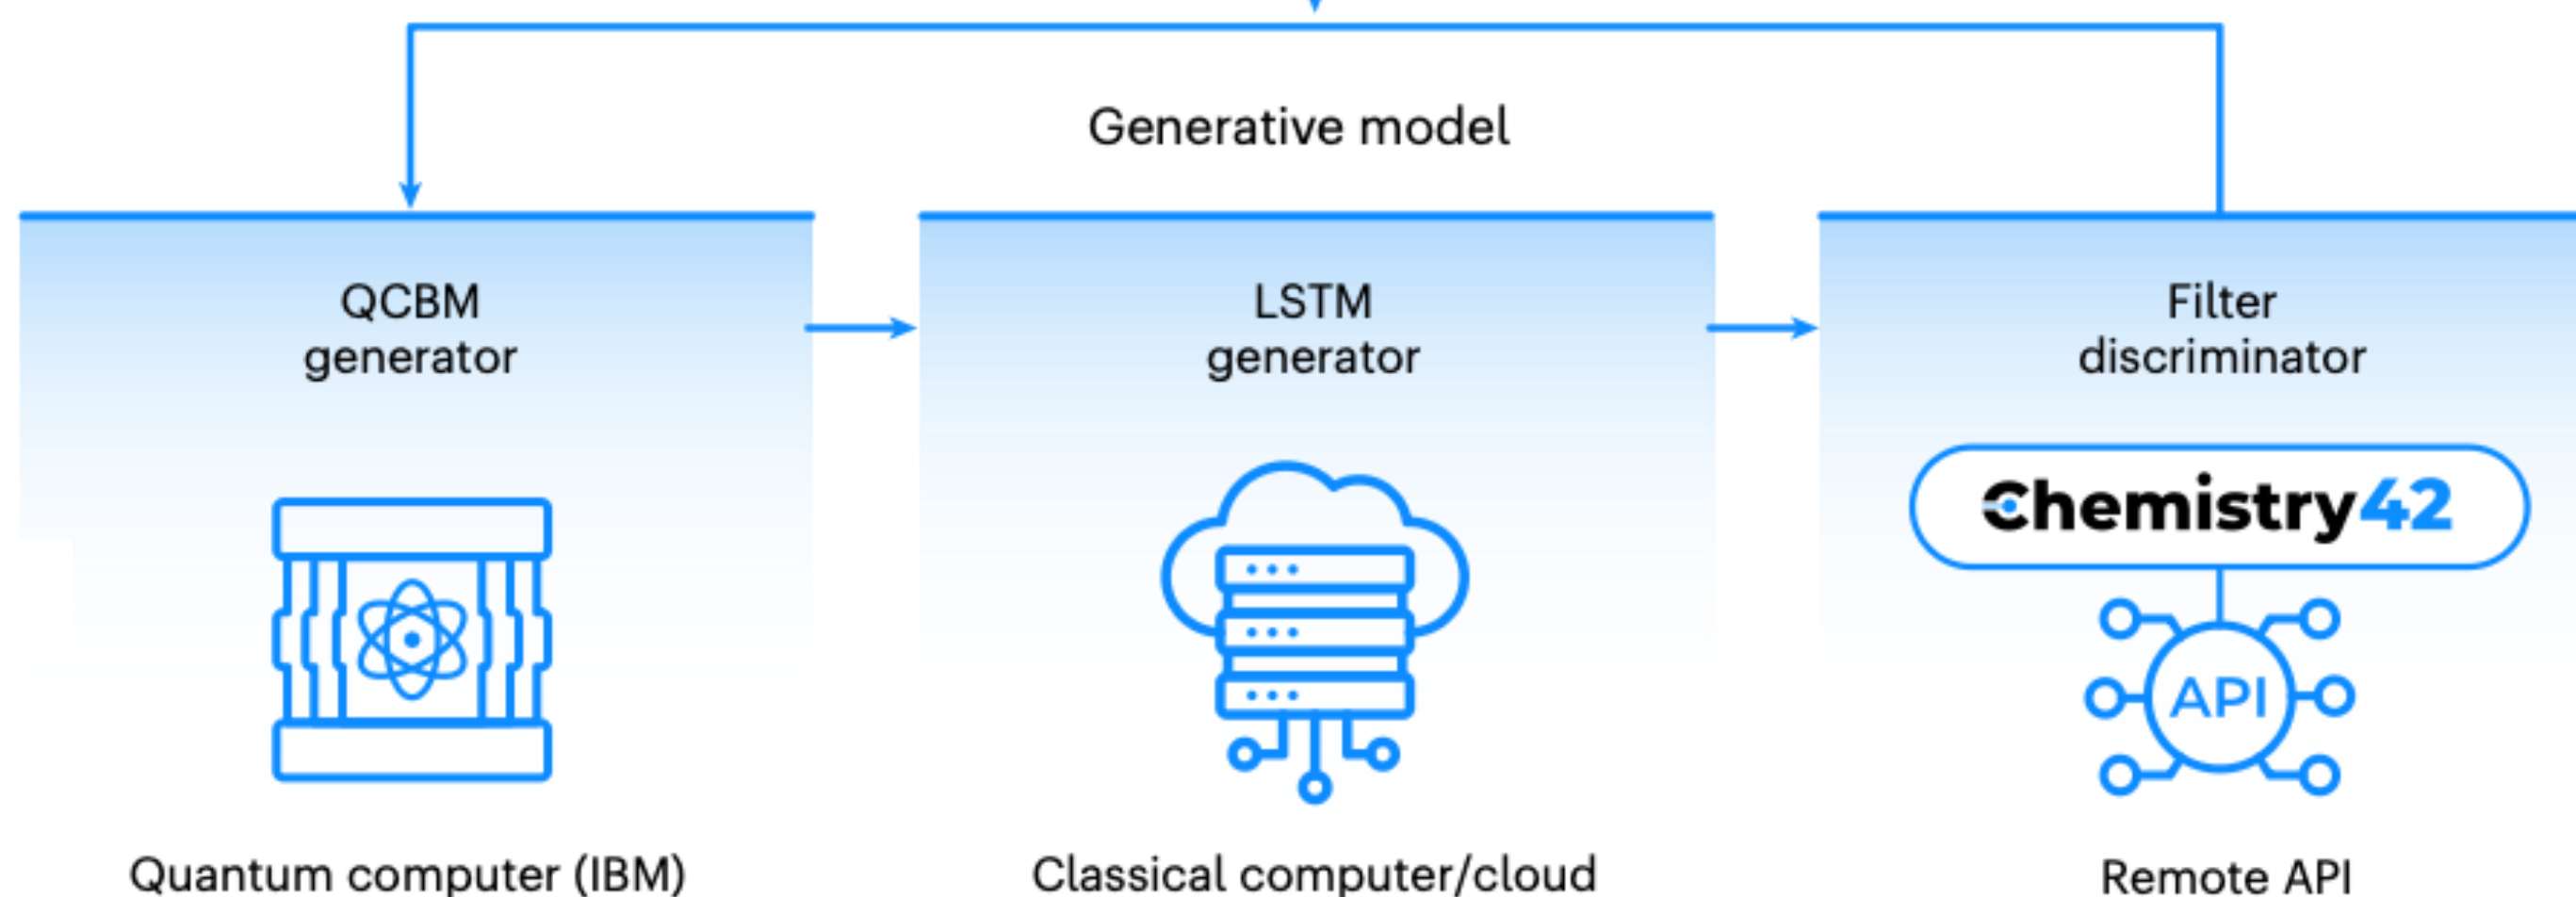 Generative model
QCBM
generator
LSTM
generator
Filter
discriminator
Chemistry42
API
Quantum computer (IBM)
Classical computer/cloud
Remote API